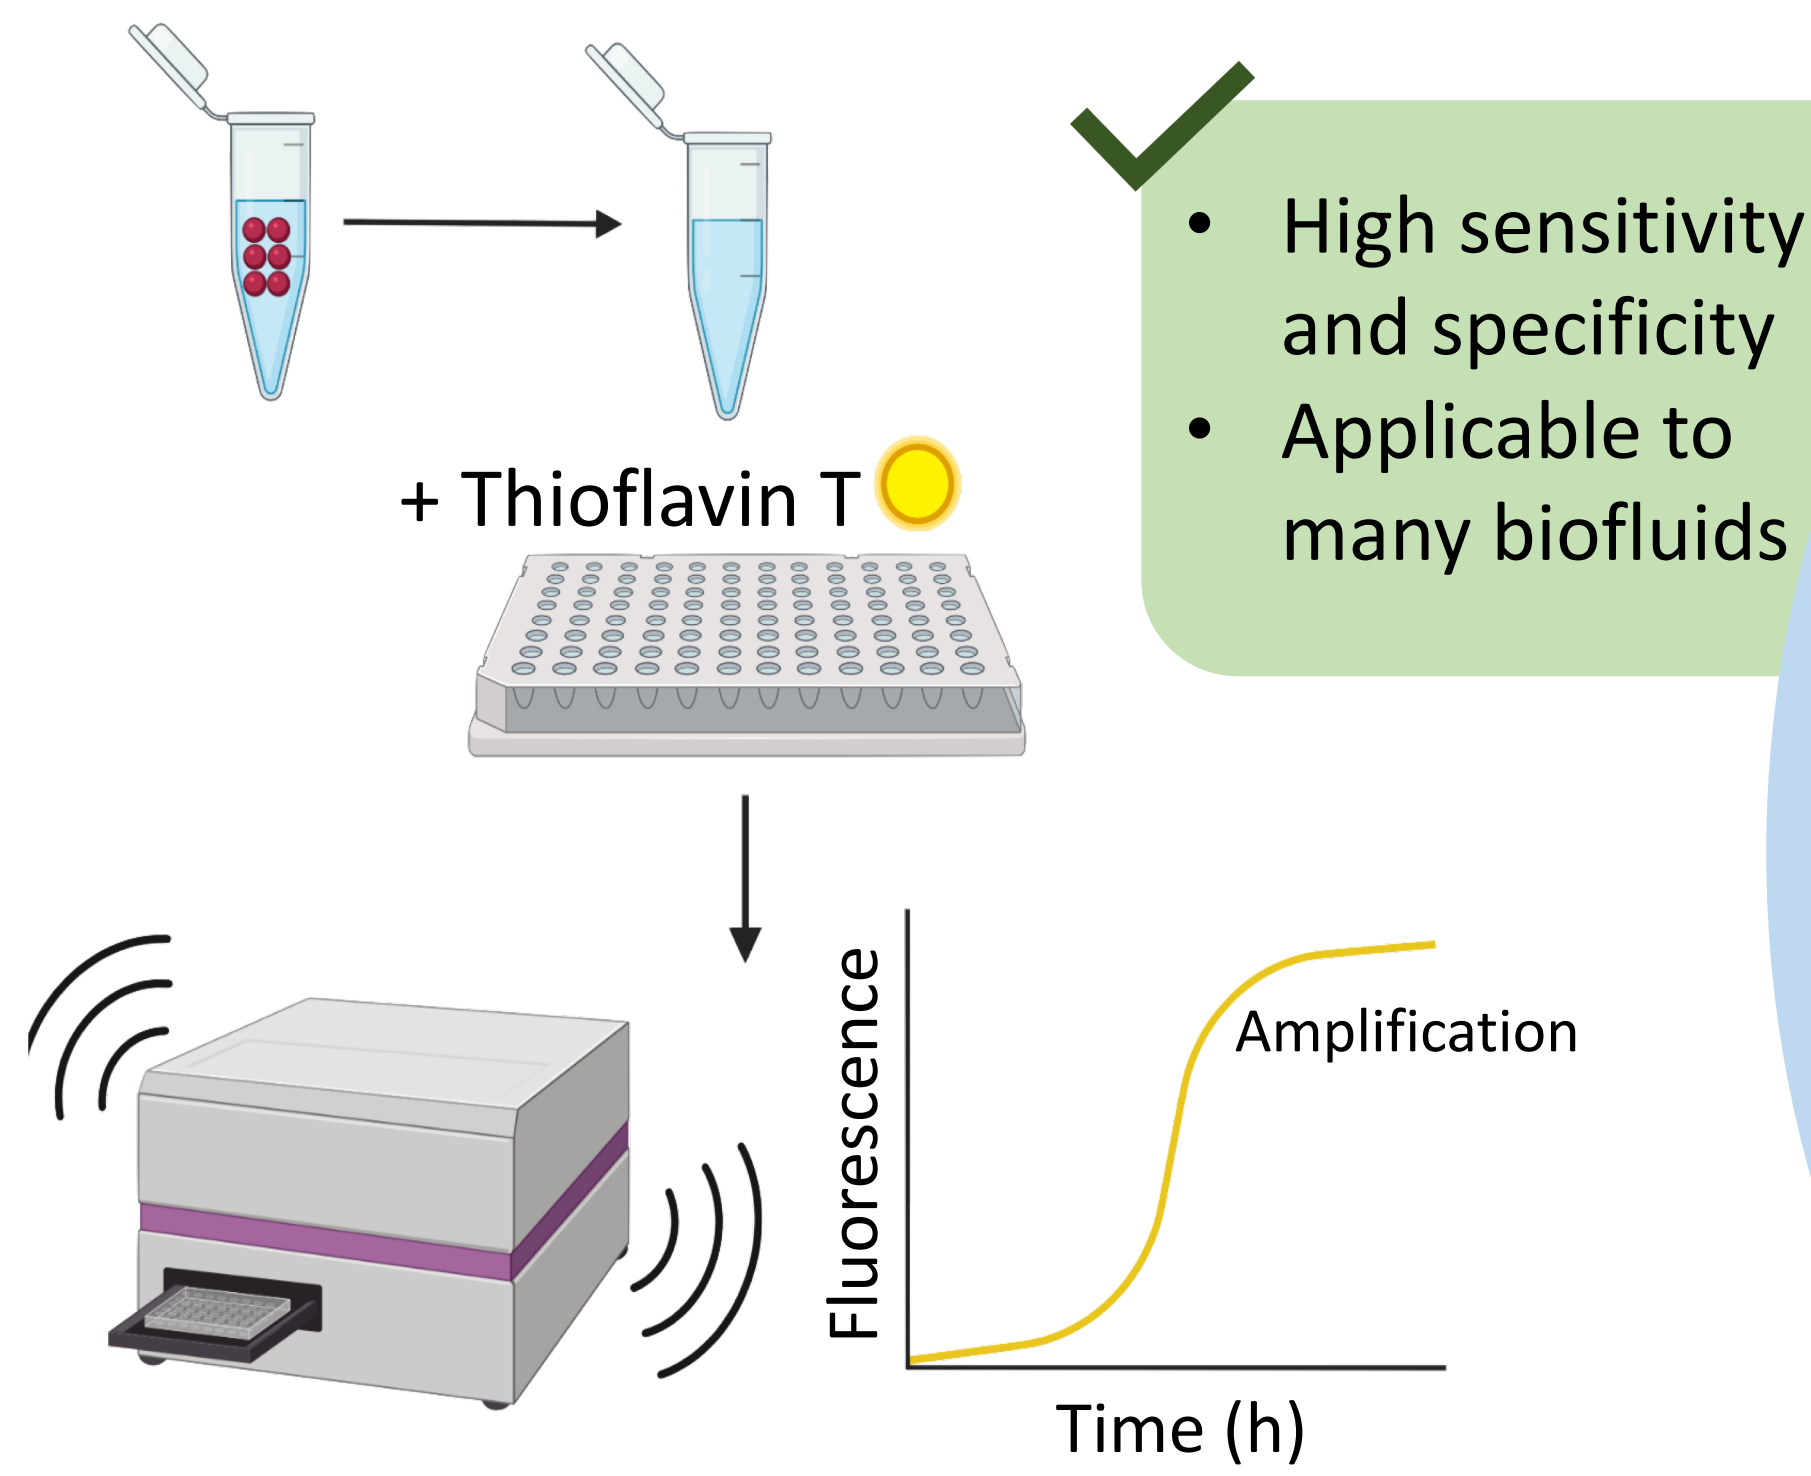 • High sensitivity
and specificity
• Applicable to
many biofluids
+ Thioflavin T
Fluorescence
Amplification
Time (h)